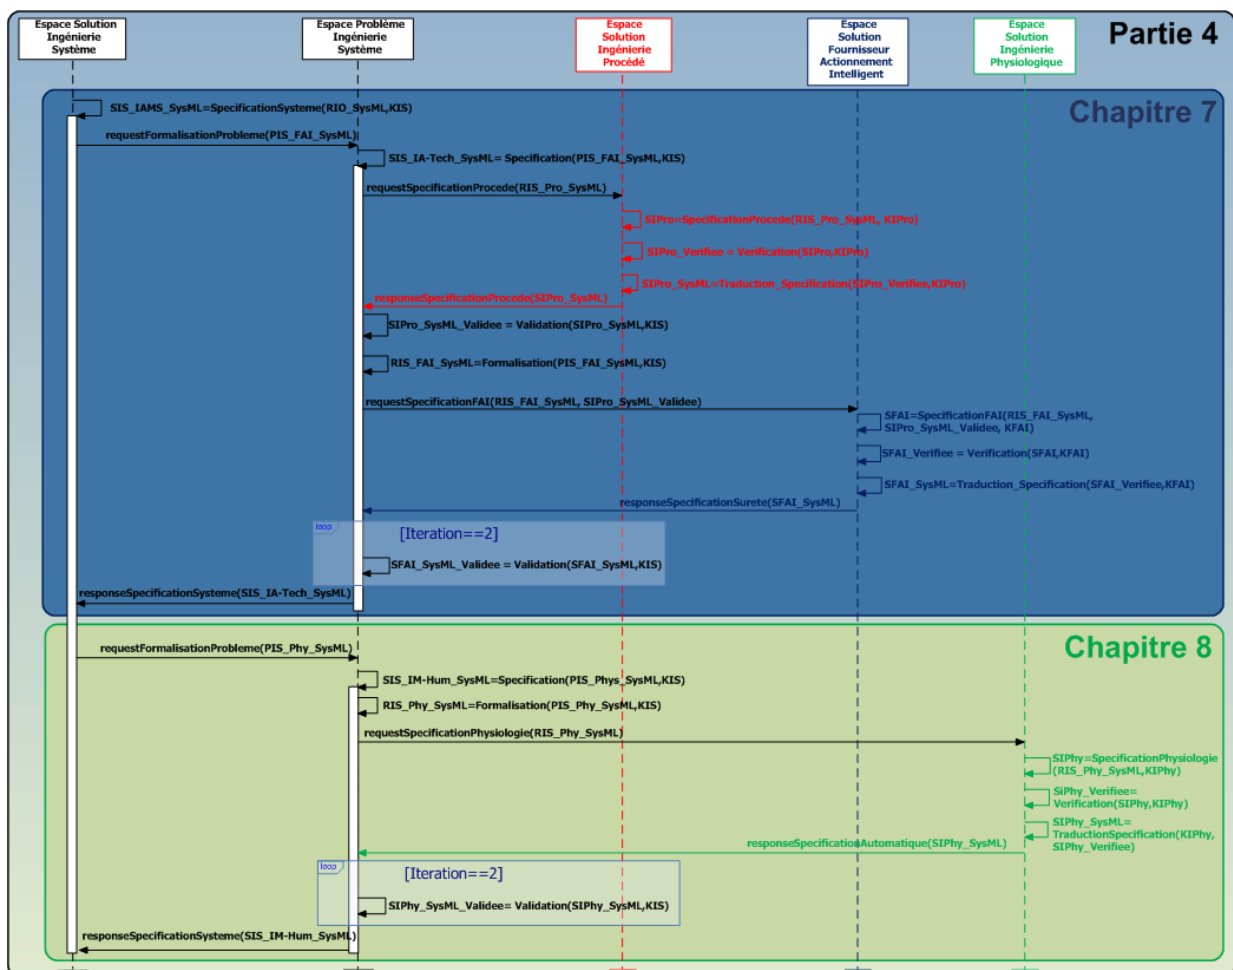 Espace Solution
Ingénierie
Système
Espace Problème
Ingénierie
Système
Espace
Solution
Ingénierie
Procédé
Espace
Solution
Fournisseur
Actionnement
Intelligent
Espace
Solution
Ingénierie
Physiologique
Partie 4
Chapitre 7
SIS_IAMS_SysML=SpecificationSysteme(RIO_SysML,KIS)
requestFormalisationProbleme(PIS_FAI_SysML)
SIS_IA-Tech_SysML= Specification(PIS_FAI_SysML,KIS)
requestSpecificationProcede(RIS_Pro_SysML)
SIPro=SpecificationProcede(RIS_Pro_SysML, KIPro)
SIPro_Verifiee = Verification(SIPro,KIPro)
SIPro_SysML=Traduction_Specification(SIPro_Verifiee,KIPro)
responseSpecificationProcede(SIPro_SysML)
SIPro_SysML_Validee = Validation(SIPro_SysML,KIS)
RIS_FAI_SysML=Formalisation(PIS_FAI_SysML,KIS)
requestSpecificationFAI(RIS_FAI_SysML, SIPro_SysML_Validee)
SFAI=SpecificationFAI(RIS_FAI_SysML,
SIPro_SysML_Validee, KFAI)
SFAI_Verifiee = Verification(SFAI,KFAI)
SFAI_SysML=Traduction_Specification(SFAI_Verifiee,KFAI)
responseSpecificationSurete(SFAI_SysML)
loop
[Iteration==2]
SFAI_SysML_Validee = Validation(SFAI_SysML,KIS)
responseSpecificationSysteme(SIS_IA-Tech_SysML)
Chapitre 8
requestFormalisationProbleme(PIS_Phy_SysML)
SIS_IM-Hum_SysML=Specification(PIS_Phys_SysML,KIS)
RIS_Phy_SysML=Formalisation(PIS_Phy_SysML,KIS)
requestSpecificationPhysiologie(RIS_Phy_SysML)
SIPhy=SpecificationPhysiologie
(RIS_Phy_SysML,KIPhy)
SiPhy_Verifiee=
Verification(SIPhy,KIPhy)
SIPhy_SysML=
TraductionSpecification(KIPhy,
SIPhy_Verifiee)
responseSpecificationAutomatique(SIPhy_SysML)
loop
[Iteration==2]
SIPhy_SysML_Validee= Validation(SIPhy_SysML,KIS)
responseSpecificationSysteme(SIS_IM-Hum_SysML)